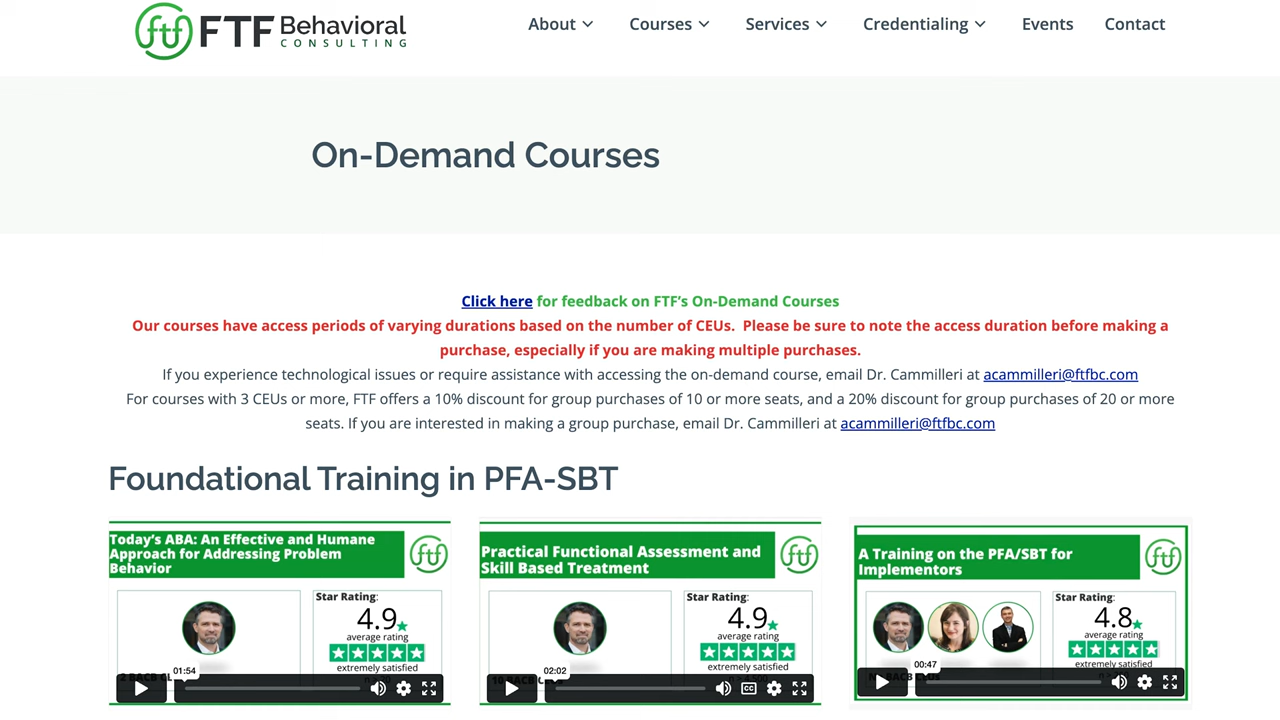 ftf FTF Behavioral
CONSULTING
About Courses Services Credentialing Events Contact
On-Demand Courses
Click here for feedback on FTF's On-Demand Courses
Our courses have access periods of varying durations based on the number of CEUs. Please be sure to note the access duration before making a
purchase, especially if you are making multiple purchases.
If you experience technological issues or require assistance with accessing the on-demand course, email Dr. Cammilleri at acammilleri@ftfbc.com
For courses with 3 CEUs or more, FTF offers a 10% discount for group purchases of 10 or more seats, and a 20% discount for group purchases of 20 or more
seats. If you are interested in making a group purchase, email Dr. Cammilleri at acammilleri@ftfbc.com
Foundational Training in PFA-SBT
Today's ABA: An Effective and Humane
Approach for Addressing Problem
Behavior
ftf
Star Rating:
4.9
average rating
extremely satisfied
01:54
Practical Functional Assessment and
Skill Based Treatment
ftf
Star Rating:
4.9
average rating
extremely satisfied
02:02
CC
A Training on the PFA/SBT for
Implementors
ftf
Star Rating:
4.8
average rating
extremely satisfied
00:47